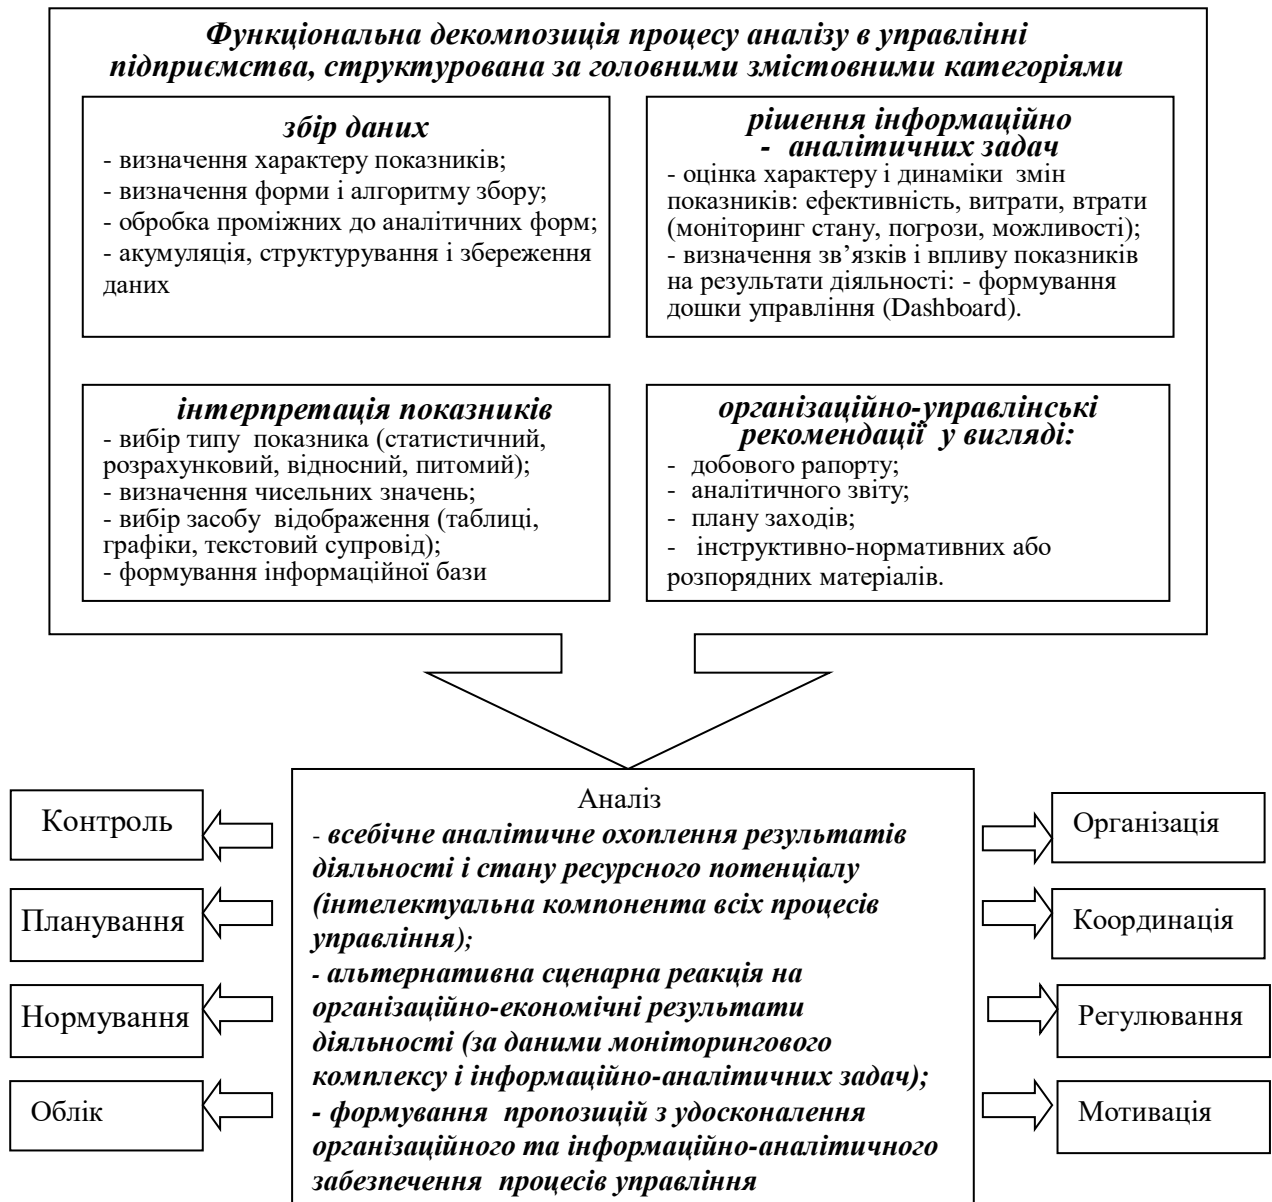 Функціональна декомпозиція процесу аналізу в управлінні
підприємства, структурована за головними змістовними категоріями
збір даних
- визначення характеру показників;
- визначення форми і алгоритму збору;
- обробка проміжних до аналітичних форм;
- акумуляція, структурування і збереження
даних
рішення інформаційно
- аналітичних задач
- оцінка характеру і динаміки змін
показників: ефективність, витрати, втрати
(моніторинг стану, погрози, можливості);
- визначення зв’язків і впливу показників
на результати діяльності: - формування
дошки управління (Dashboard).
інтерпретація показників
- вибір типу показника (статистичний,
розрахунковий, відносний, питомий);
- визначення чисельних значень;
- вибір засобу відображення (таблиці,
графіки, текстовий супровід);
- формування інформаційної бази
організаційно-управлінські
рекомендації у вигляді:
- добового рапорту;
- аналітичного звіту;
- плану заходів;
- інструктивно-нормативних або
розпорядних матеріалів.
Контроль
Планування
Нормування
Облік
Аналіз
- всебічне аналітичне охоплення результатів
діяльності і стану ресурсного потенціалу
(інтелектуальна компонента всіх процесів
управління);
- альтернативна сценарна реакція на
організаційно-економічні результати
діяльності (за даними моніторингового
комплексу і інформаційно-аналітичних задач);
- формування пропозицій з удосконалення
організаційного та інформаційно-аналітичного
забезпечення процесів управління
Організація
Координація
Регулювання
Мотивація